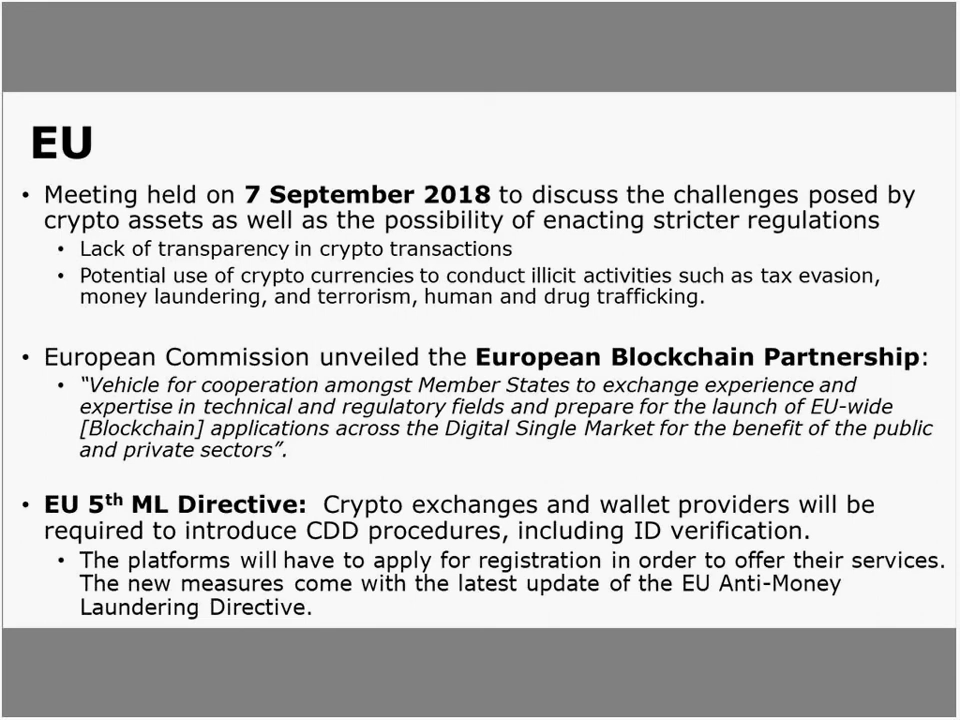 EU
• Meeting held on 7 September 2018 to discuss the challenges posed by
crypto assets as well as the possibility of enacting stricter regulations
• Lack of transparency in crypto transactions
• Potential use of crypto currencies to conduct illicit activities such as tax evasion,
money laundering, and terrorism, human and drug trafficking.
• European Commission unveiled the European Blockchain Partnership:
• “Vehicle for cooperation amongst Member States to exchange experience and
expertise in technical and regulatory fields and prepare for the launch of EU-wide
[Blockchain] applications across the Digital Single Market for the benefit of the public
and private sectors”.
• EU 5th ML Directive: Crypto exchanges and wallet providers will be
required to introduce CDD procedures, including ID verification.
• The platforms will have to apply for registration in order to offer their services.
The new measures come with the latest update of the EU Anti-Money
Laundering Directive.